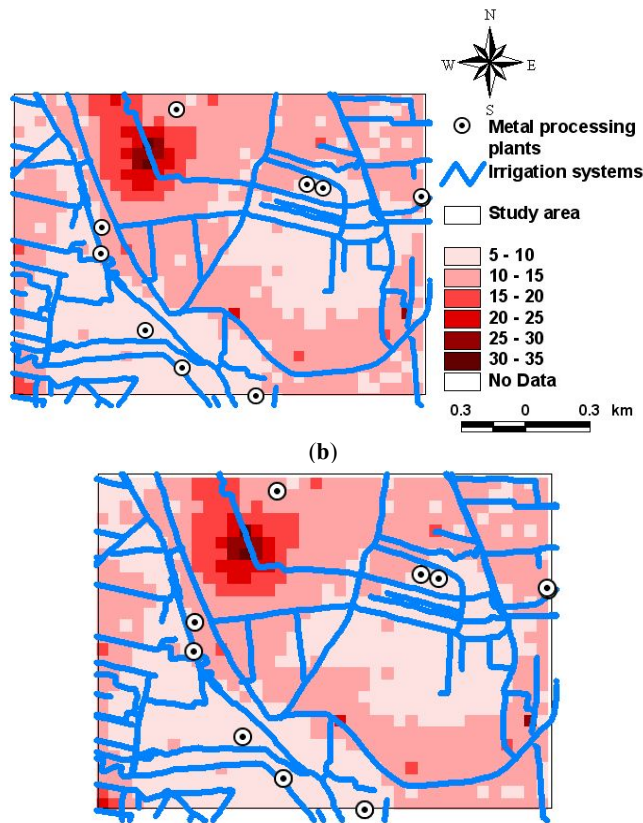 N
W E
S
Metal processing
plants
Irrigation systems
Study area
5 - 10
10 - 15
15 - 20
20 - 25
25 - 30
30 - 35
No Data
0.3 0 0.3 km
(b)